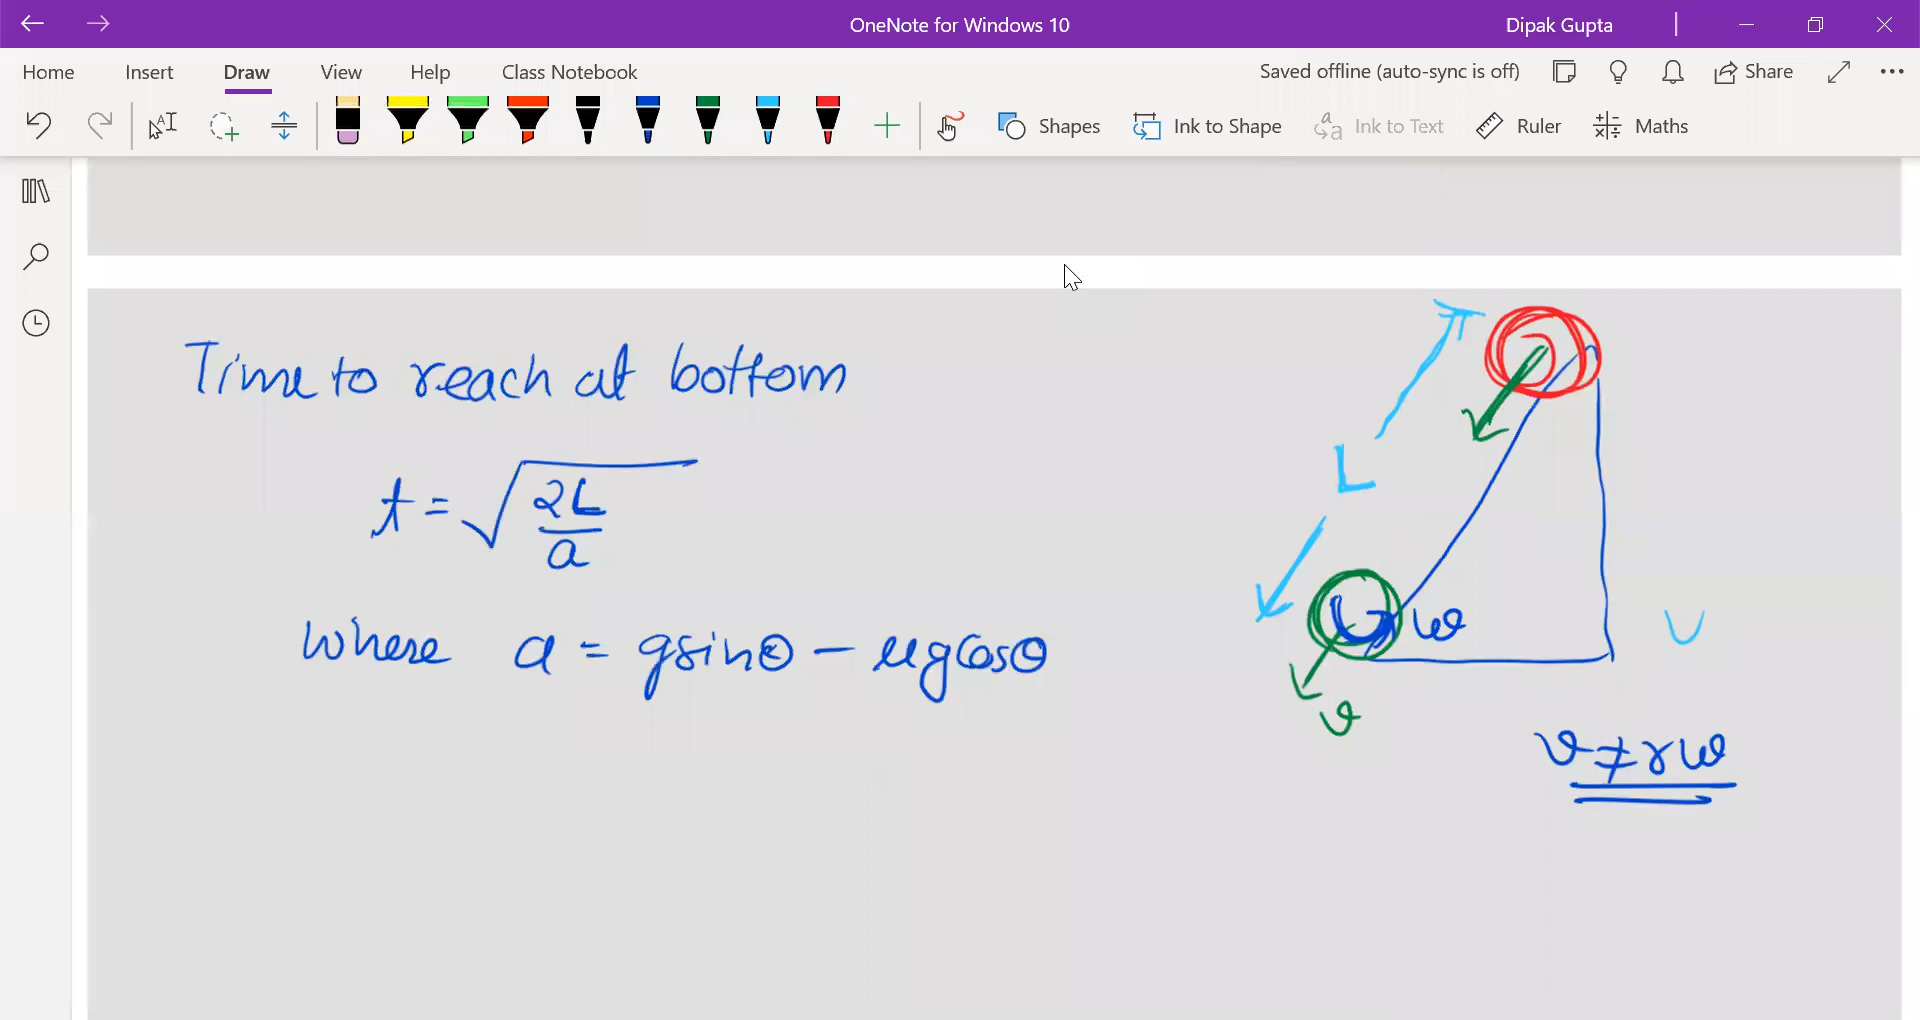 OneNote for Windows 10
Dipak Gupta
Home Insert Draw View Help Class Notebook
Saved offline (auto-sync is off)
Share
Shapes Ink to Shape Ink to Text Ruler Maths
Time to reach at bottom
t = √(2L/a)
where a = gsinθ - μgcosθ
L
ω
v
v ≠ rω